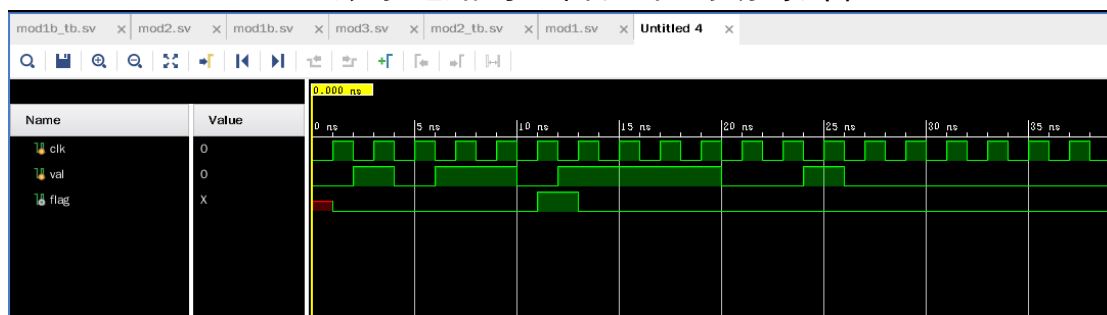 mod1b_tb.sv × mod2.sv × mod1b.sv × mod3.sv × mod2_tb.sv × mod1.sv × Untitled 4 ×
0.000 ns
Name Value
0 ns 5 ns 10 ns 15 ns 20 ns 25 ns 30 ns 35 ns
clk 0
val 0
flag X